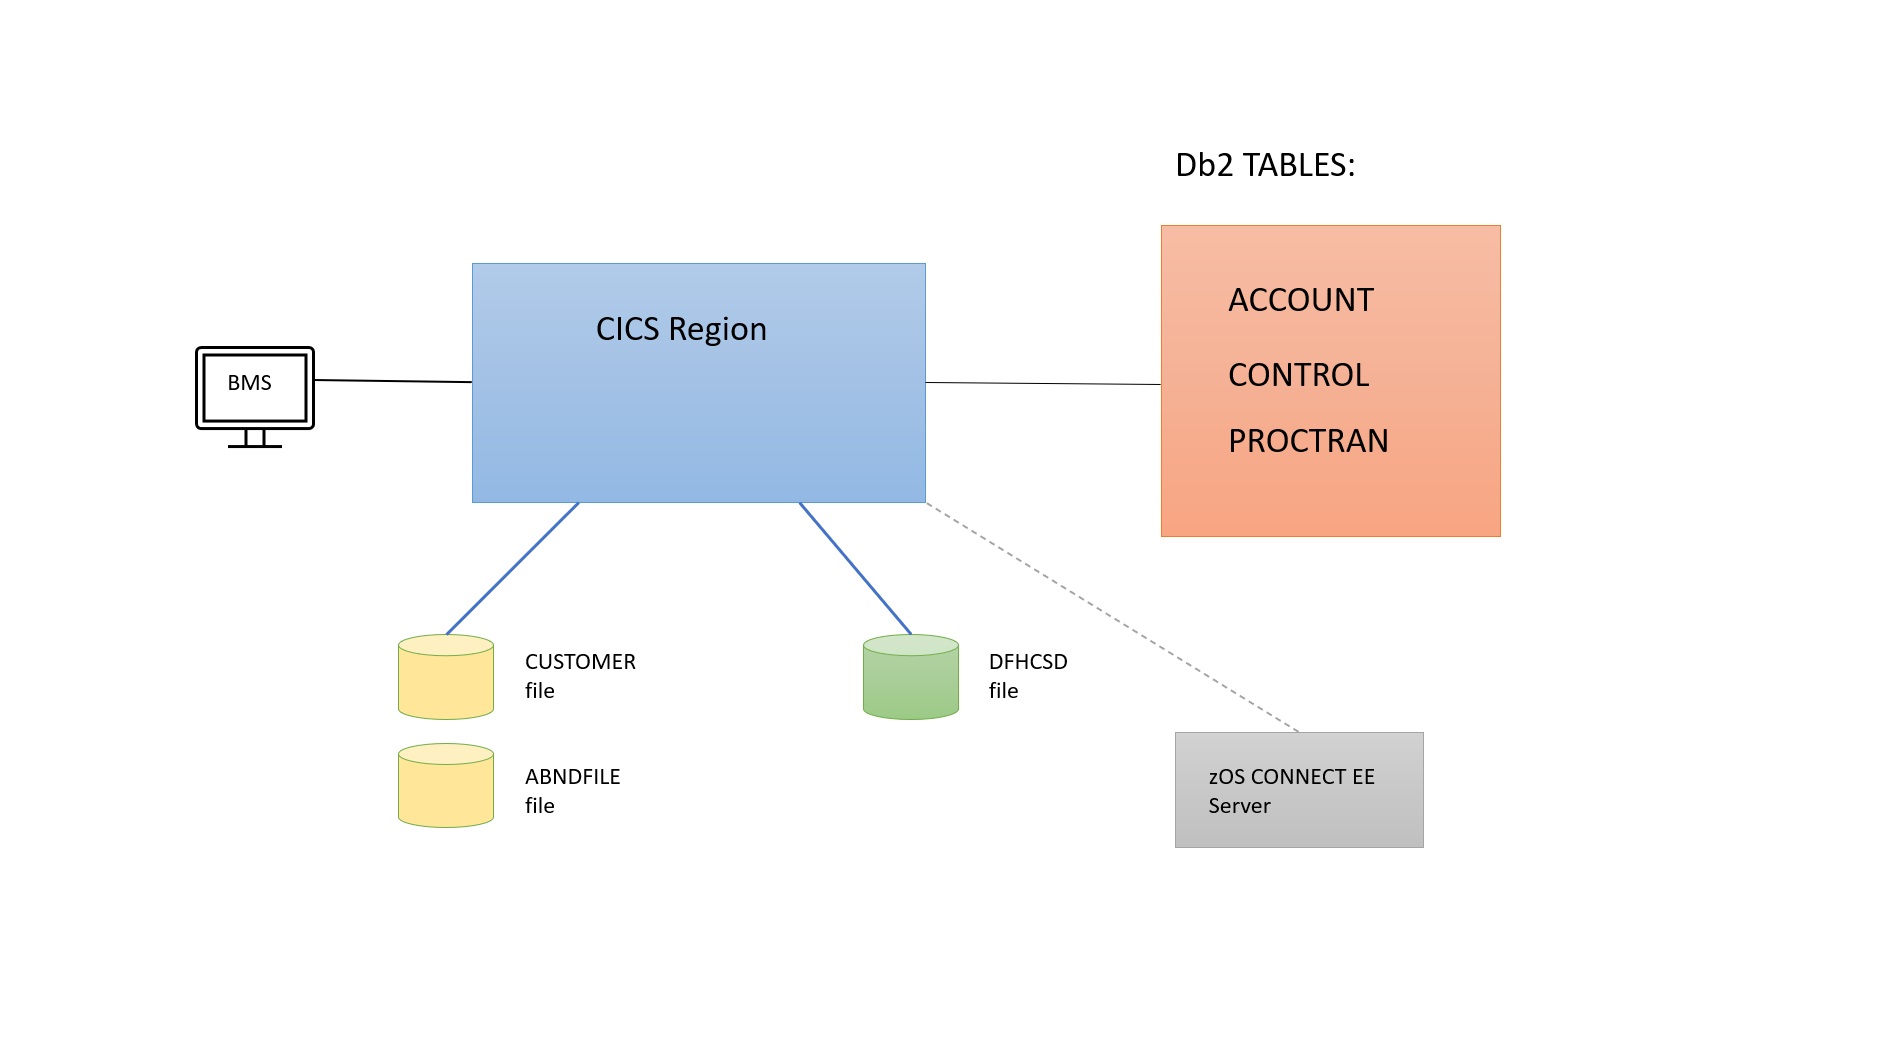 Db2 TABLES:
CICS Region
BMS
ACCOUNT
CONTROL
PROCTRAN
CUSTOMER
file
DFHCSD
file
ABNDFILE
file
zOS CONNECT EE
Server